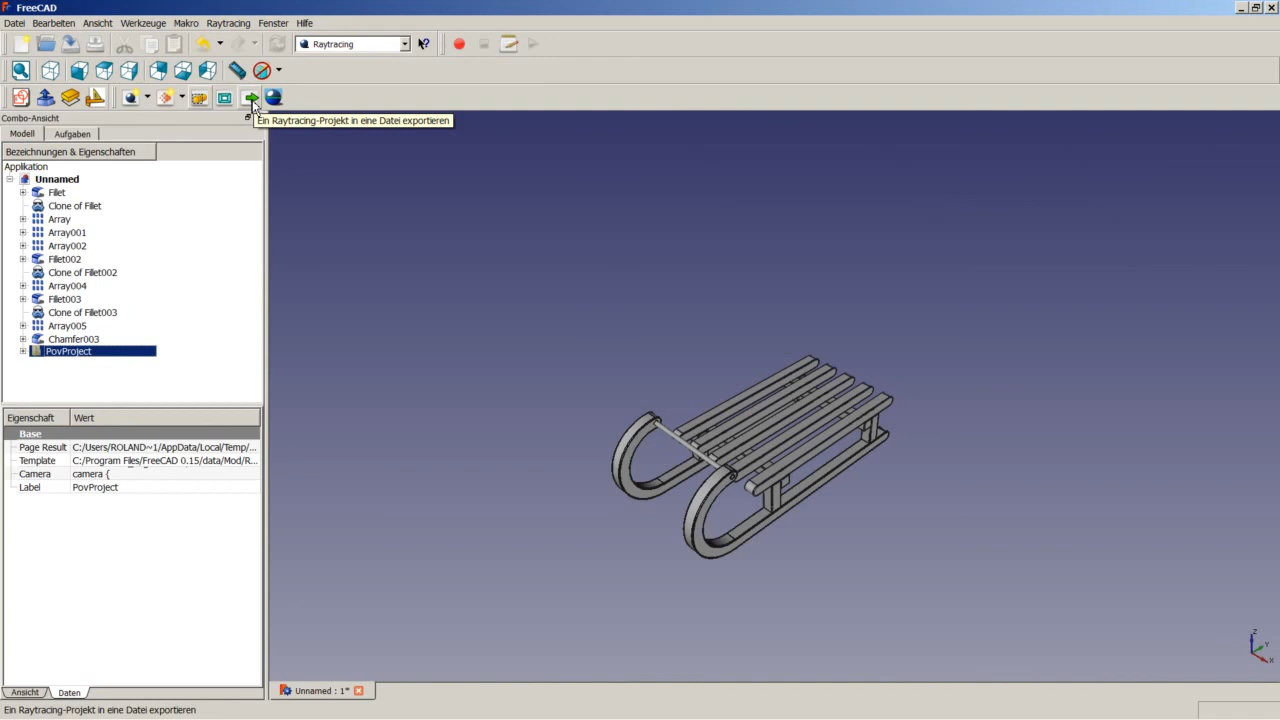 FreeCAD
Datei Bearbeiten Ansicht Werkzeuge Makro Raytracing Fenster Hilfe
Raytracing
Combo-Ansicht
Ein Raytracing-Projekt in eine Datei exportieren
Modell Aufgaben
Bezeichnungen & Eigenschaften
Applikation
Unnamed
Fillet
Clone of Fillet
Array
Array001
Array002
Fillet002
Clone of Fillet002
Array004
Fillet003
Clone of Fillet003
Array005
Chamfer003
PovProject
Eigenschaft Wert
Base
Page Result C:/Users/ROLAND~1/AppData/Local/Temp/...
Template C:/Program Files/FreeCAD 0.15/data/Mod/R...
Camera camera {
Label PovProject
Z
Y
X
Ansicht Daten
Unnamed : 1*
Ein Raytracing-Projekt in eine Datei exportieren